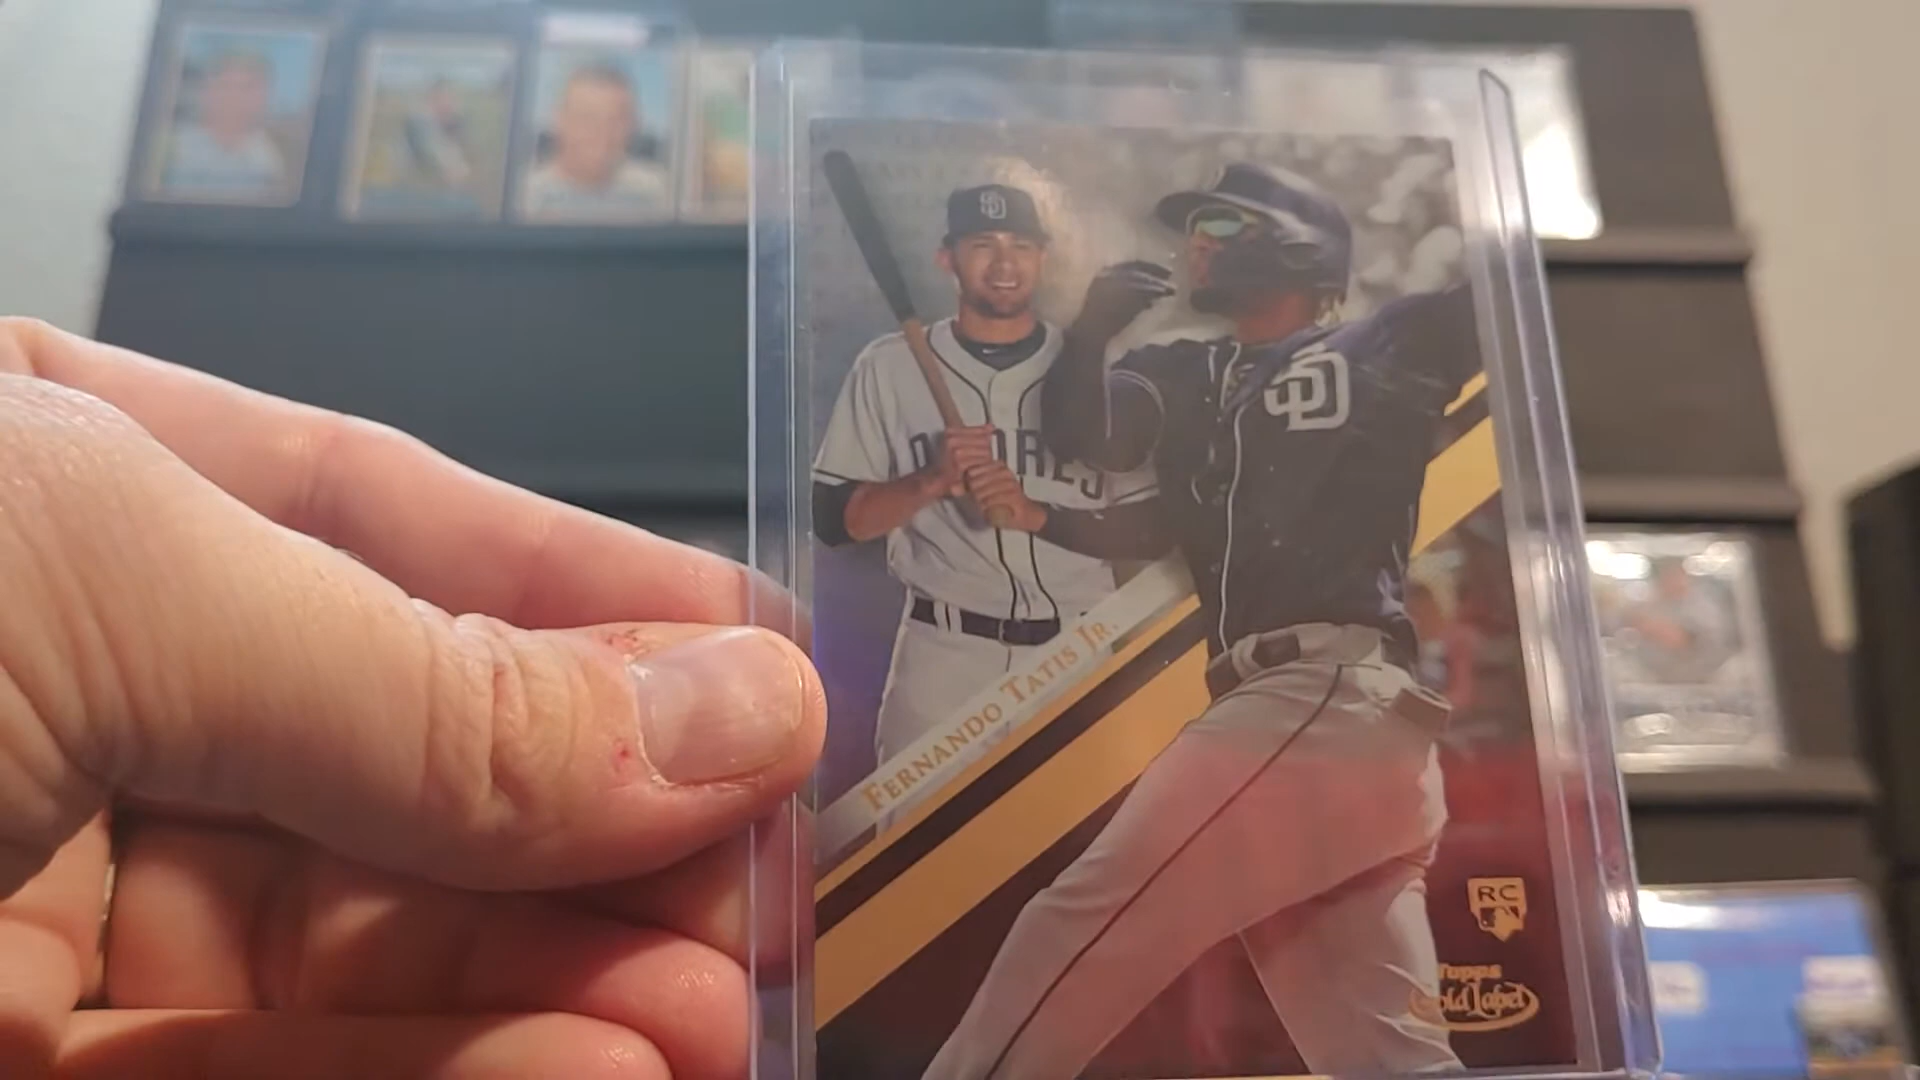 SD
SD
PADRES
FERNANDO TATIS JR.
RC
Topps
Gold Label